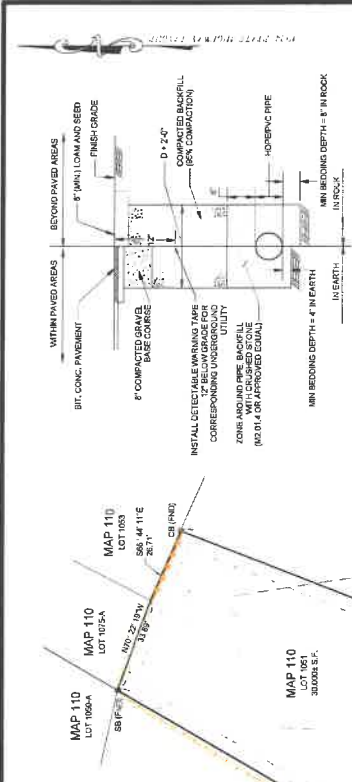 WITHIN PAVED AREAS
BEYOND PAVED AREAS
BIT. CONC. PAVEMENT
6" (MIN.) LOAM AND SEED
FINISH GRADE
8" COMPACTED GRAVEL
BASE COURSE
12"
D + 2'-0"
COMPACTED BACKFILL
(95% COMPACTION)
INSTALL DETECTABLE WARNING TAPE
12" BELOW GRADE FOR
CORRESPONDING UNDERGROUND
UTILITY
ZONE AROUND PIPE BACKFILL
WITH CRUSHED STONE
(M2.01.4 OR APPROVED EQUAL)
HDPE/PVC PIPE
MIN BEDDING DEPTH = 4" IN EARTH
MIN BEDDING DEPTH = 8" IN ROCK
IN EARTH
IN ROCK
MAP 110
LOT 1050-A
MAP 110
LOT 1075-A
MAP 110
LOT 1053
SB
N70° 22' 19"W
33.69'
S66° 44' 11"E
26.71'
CB (FND)
MAP 110
LOT 1051
30,000± S.F.